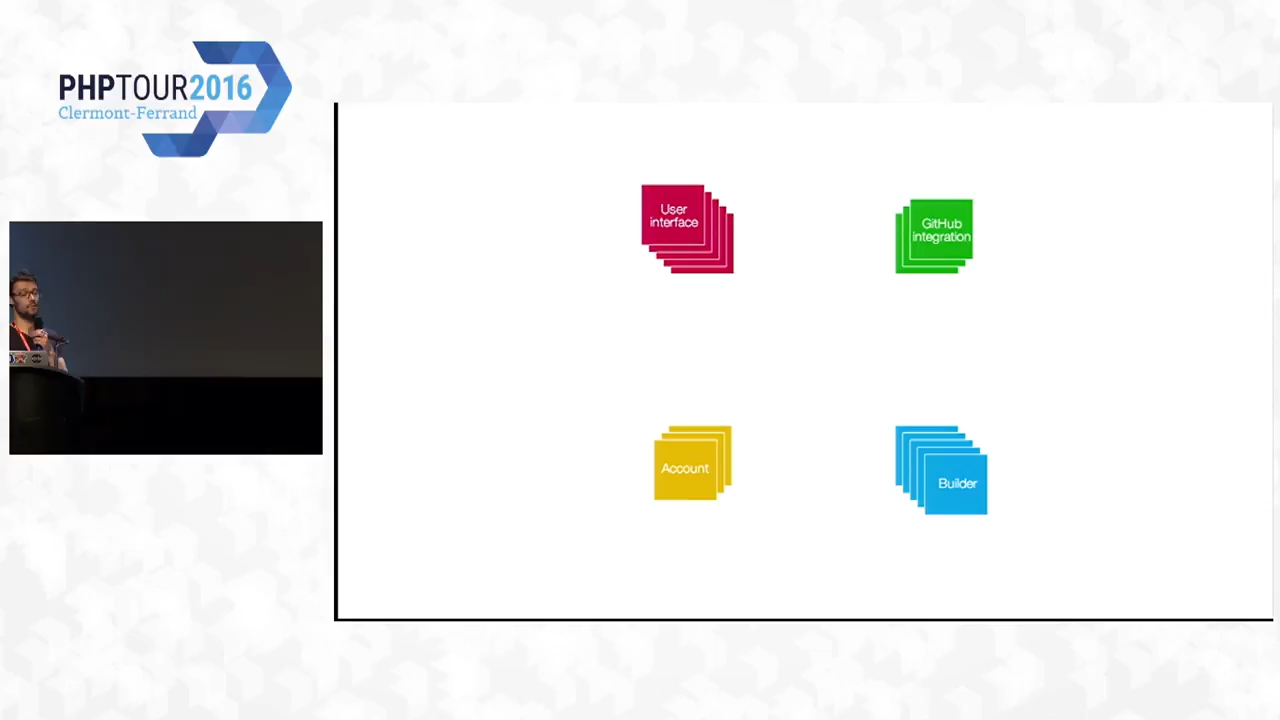 PHPTOUR2016
Clermont-Ferrand
User
interface
GitHub
integration
Account
Builder